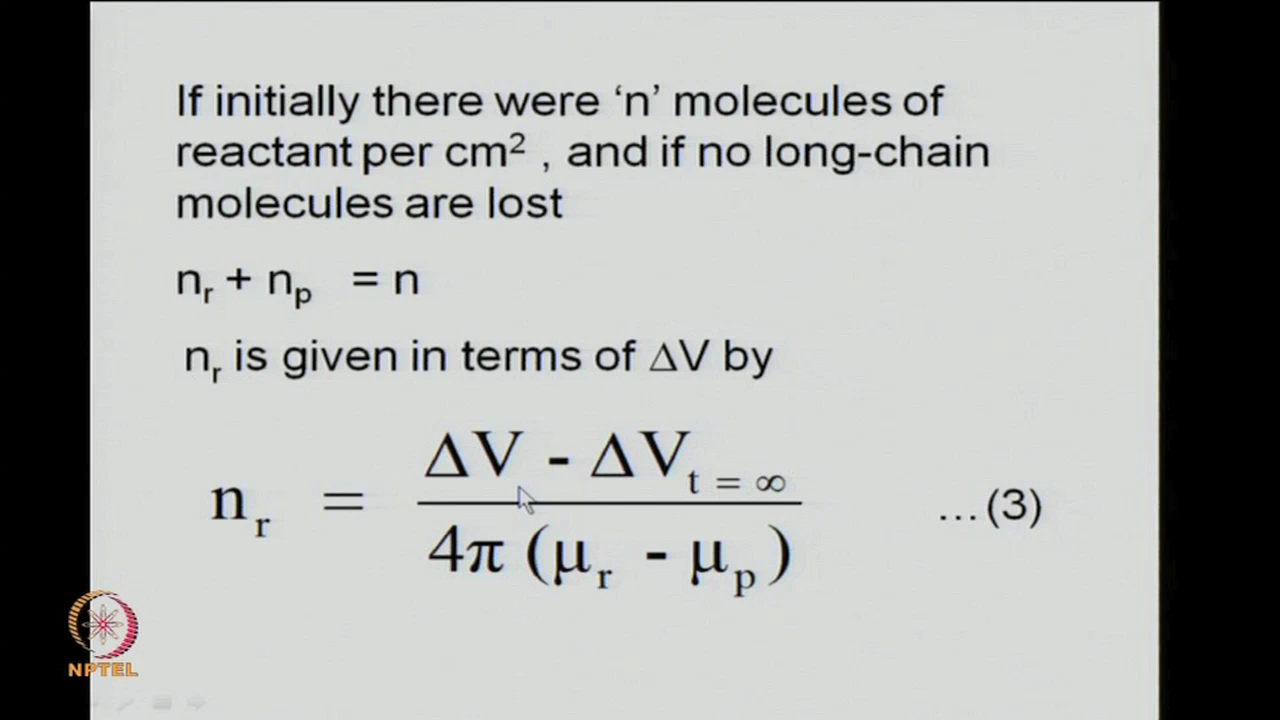 If initially there were ‘n’ molecules of
reactant per cm² , and if no long-chain
molecules are lost
nᵣ + nₚ = n
nᵣ is given in terms of ΔV by
nᵣ = (ΔV - ΔV_{t = ∞}) / (4π (μᵣ - μₚ)) …(3)
NPTEL